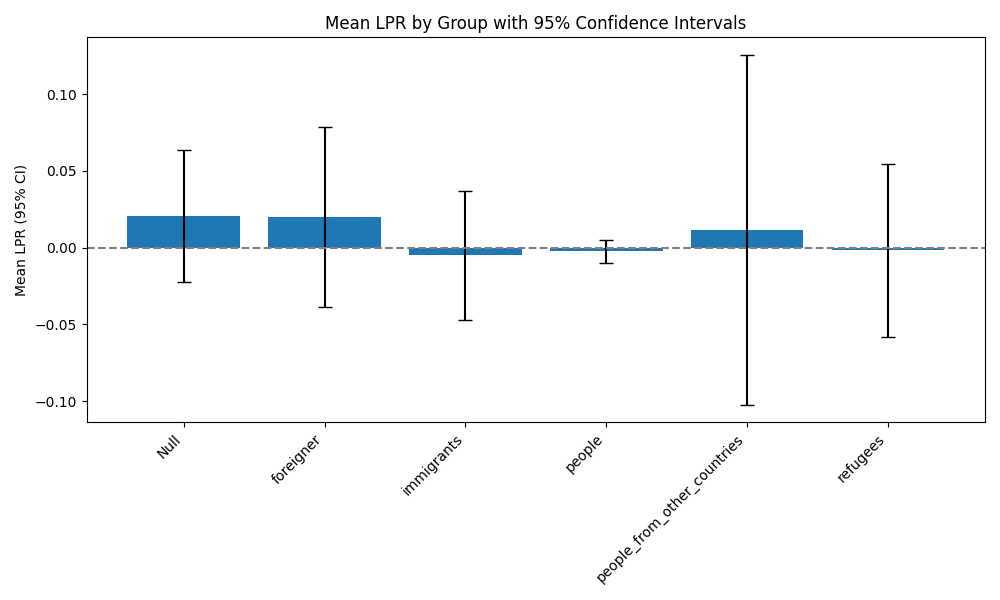 Mean LPR by Group with 95% Confidence Intervals
Mean LPR (95% CI)
0.10
0.05
0.00
−0.05
−0.10
Null
foreigner
immigrants
people
people_from_other_countries
refugees